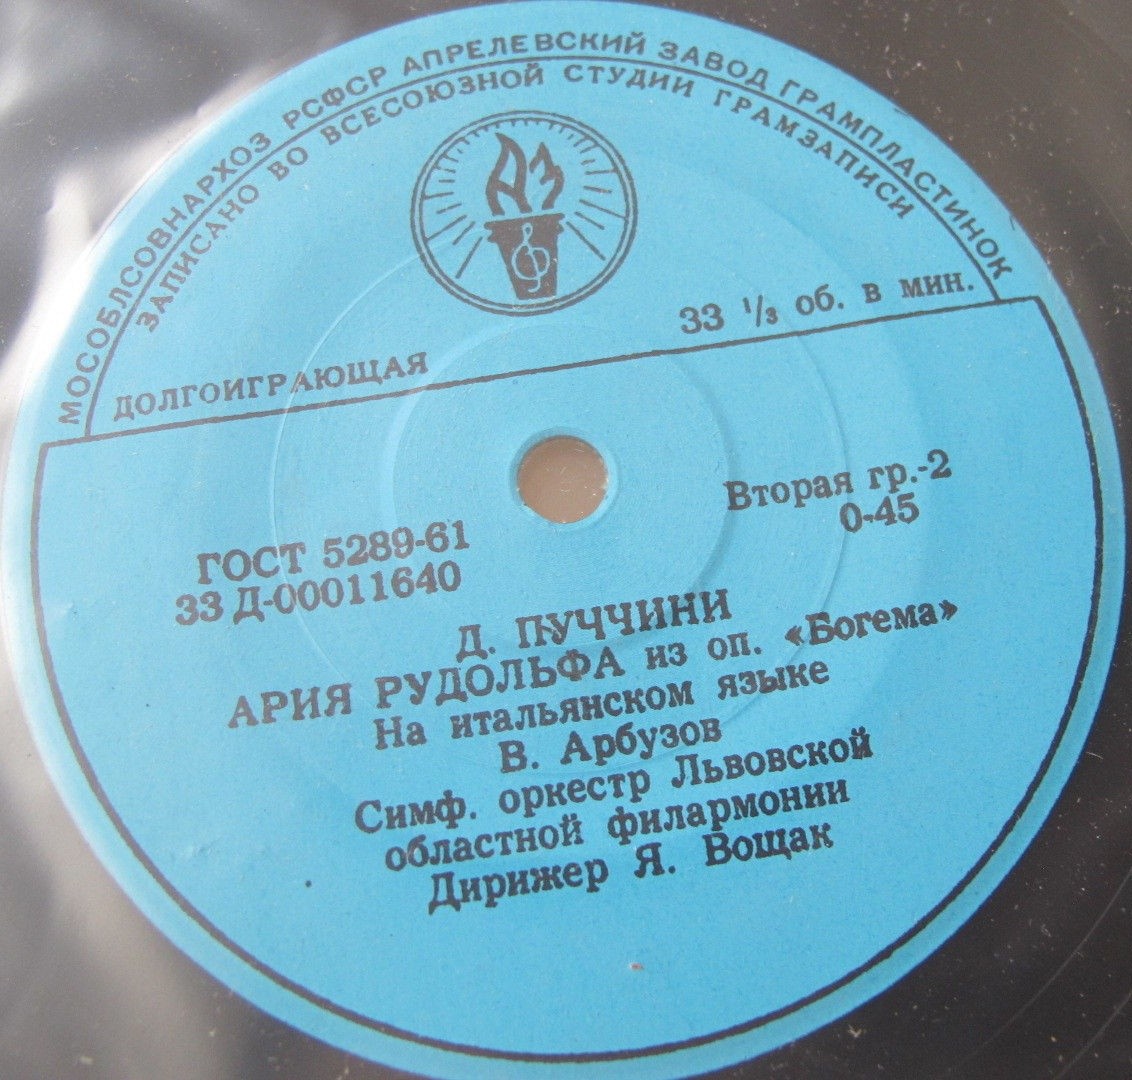 МОСОБЛСОВНАРХОЗ РСФСР АПРЕЛЕВСКИЙ ЗАВОД ГРАМПЛАСТИНОК
ЗАПИСАНО ВО ВСЕСОЮЗНОЙ СТУДИИ ГРАМЗАПИСИ
АЗ
ДОЛГОИГРАЮЩАЯ 33 1/3 об. в мин.
ГОСТ 5289-61 Вторая гр.-2
33 Д-00011640 0-45
Д. ПУЧЧИНИ
АРИЯ РУДОЛЬФА из оп. «Богема»
На итальянском языке
В. Арбузов
Симф. оркестр Львовской
областной филармонии
Дирижер Я. Вощак